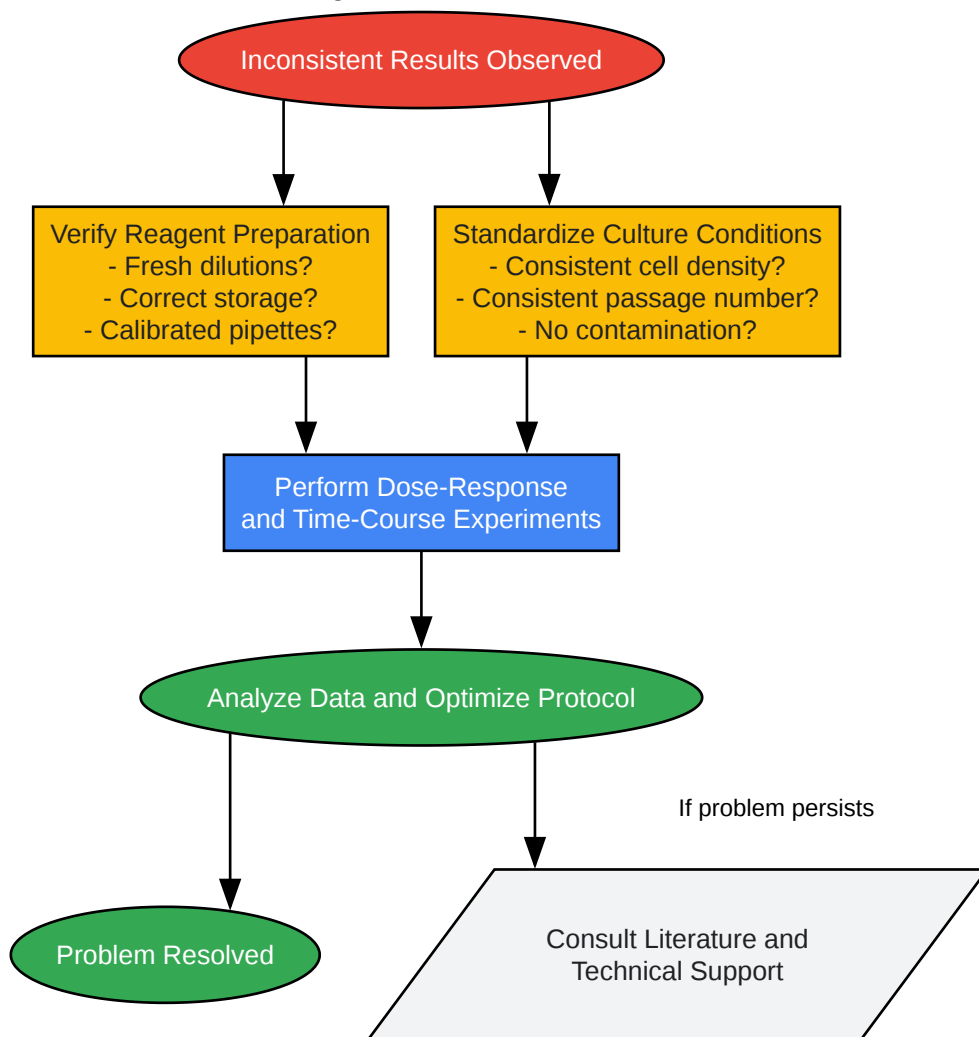 Inconsistent Results Observed
Verify Reagent Preparation
- Fresh dilutions?
- Correct storage?
- Calibrated pipettes?
Standardize Culture Conditions
- Consistent cell density?
- Consistent passage number?
- No contamination?
Perform Dose-Response
and Time-Course Experiments
Analyze Data and Optimize Protocol
If problem persists
Problem Resolved
Consult Literature and
Technical Support